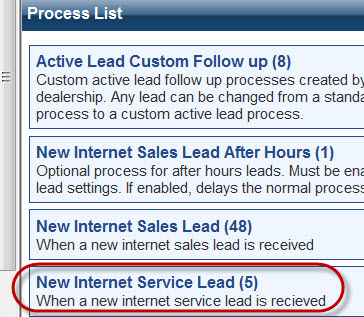 Process List
Active Lead Custom Follow up (8)
Custom active lead follow up processes created by
dealership. Any lead can be changed from a standa
process to a custom active lead process.
New Internet Sales Lead After Hours (1)
Optional process for after hours leads. Must be ena
lead settings. If enabled, delays the normal process
New Internet Sales Lead (48)
When a new internet sales lead is received
New Internet Service Lead (5)
When a new internet service lead is recieved